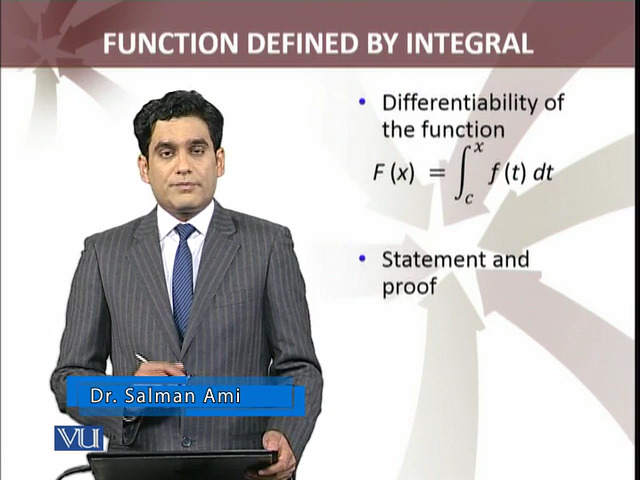 FUNCTION DEFINED BY INTEGRAL
• Differentiability of
the function
F (x) = ∫_c^x f (t) dt
• Statement and
proof
Dr. Salman Ami
VU